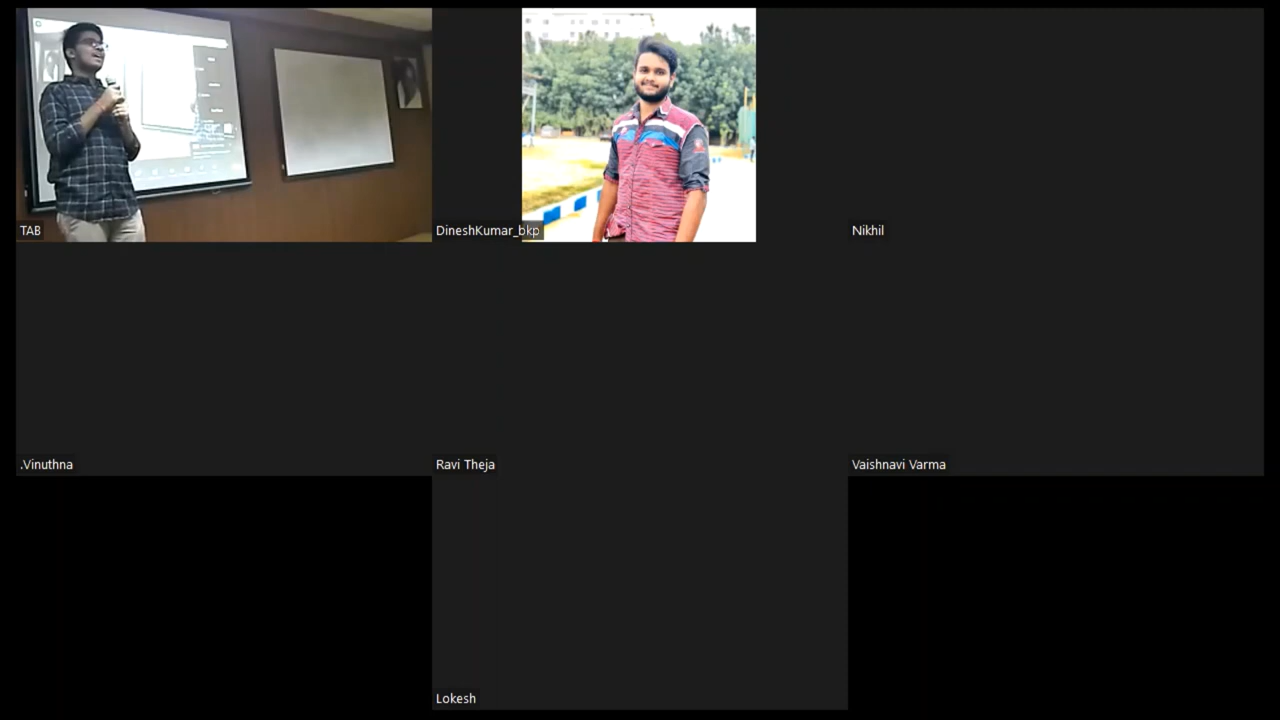 TAB
DineshKumar_bkp
Nikhil
.Vinuthna
Ravi Theja
Vaishnavi Varma
Lokesh